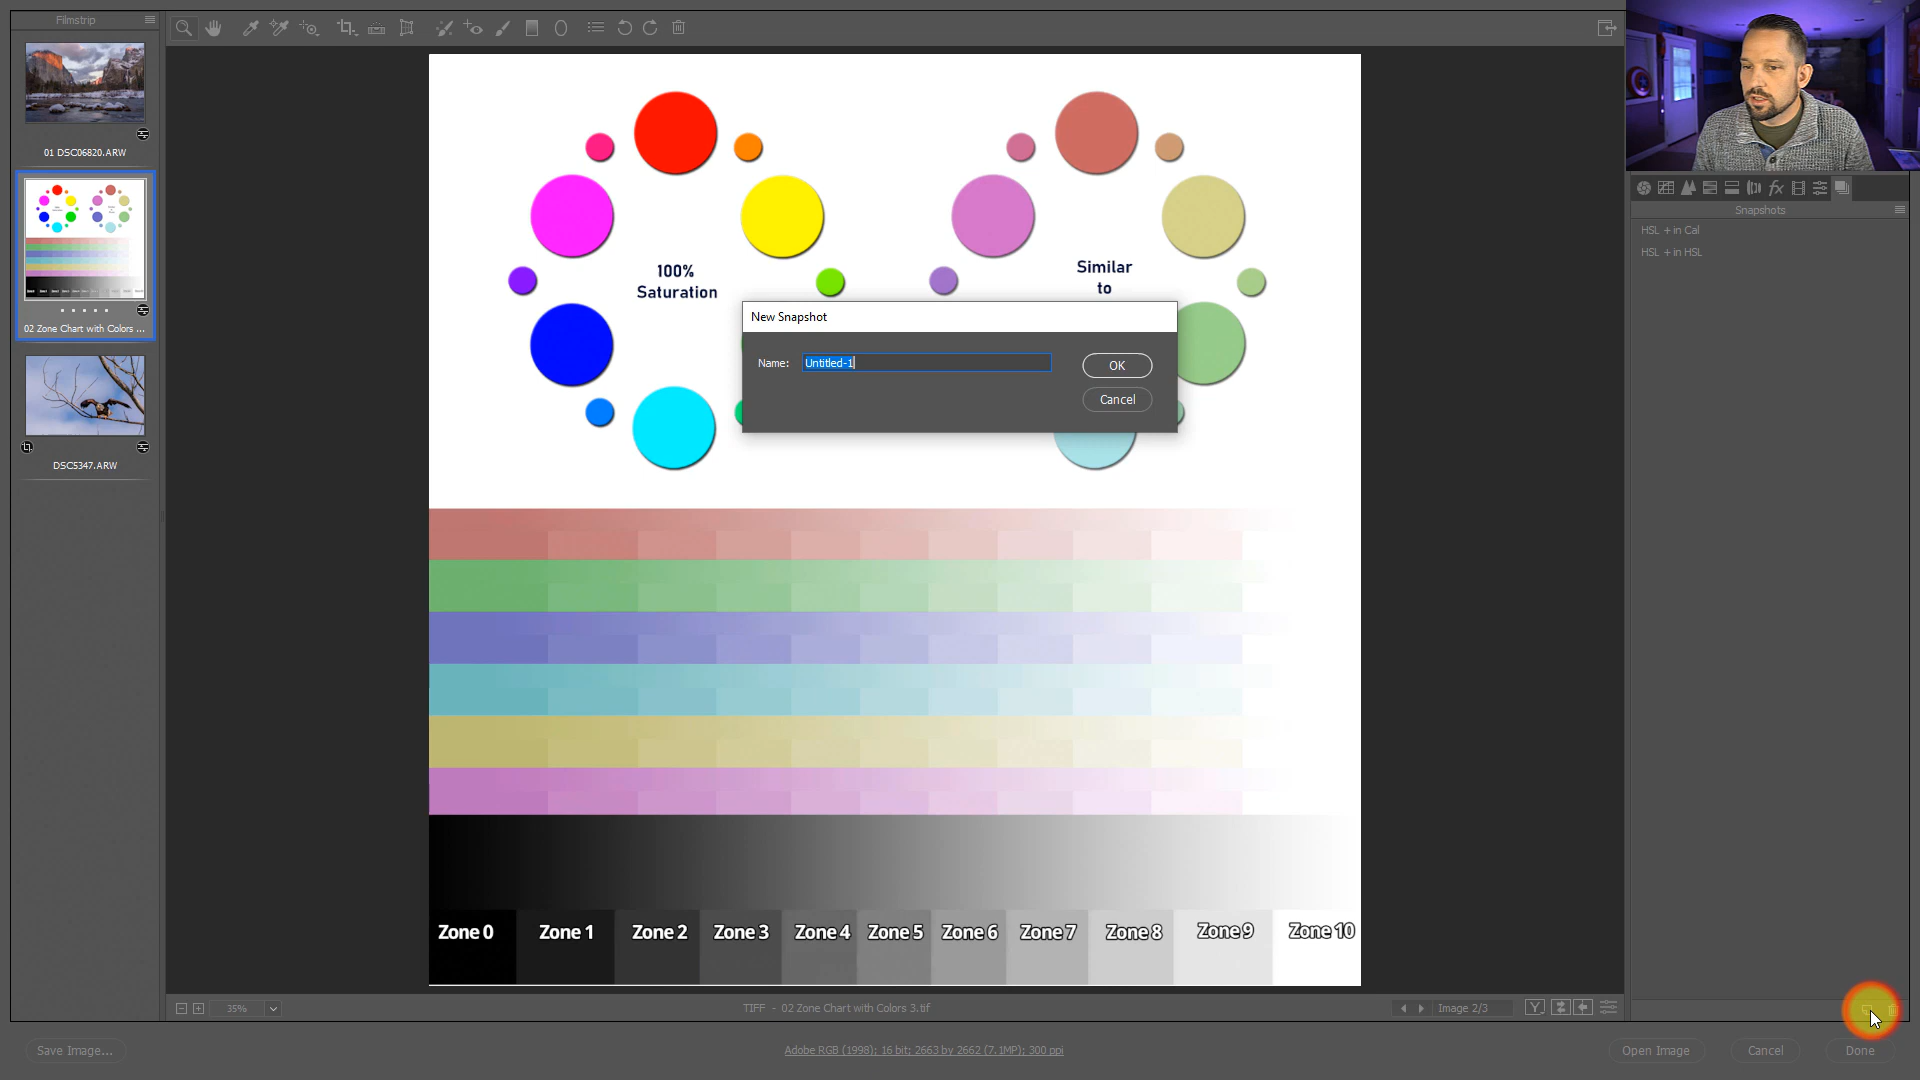 Filmstrip
01 DSC06820.ARW
02 Zone Chart with Colors ...
DSC5347.ARW
100%
Saturation
Similar
to
New Snapshot
Name:
Untitled-1
OK
Cancel
Zone 0
Zone 1
Zone 2
Zone 3
Zone 4
Zone 5
Zone 6
Zone 7
Zone 8
Zone 9
Zone 10
35%
TIFF - 02 Zone Chart with Colors 3.tif
Image 2/3
Y
fx
Snapshots
HSL + in Cal
HSL + in HSL
Save Image...
Adobe RGB (1998); 16 bit; 2663 by 2662 (7.1MP); 300 ppi
Open Image
Cancel
Done